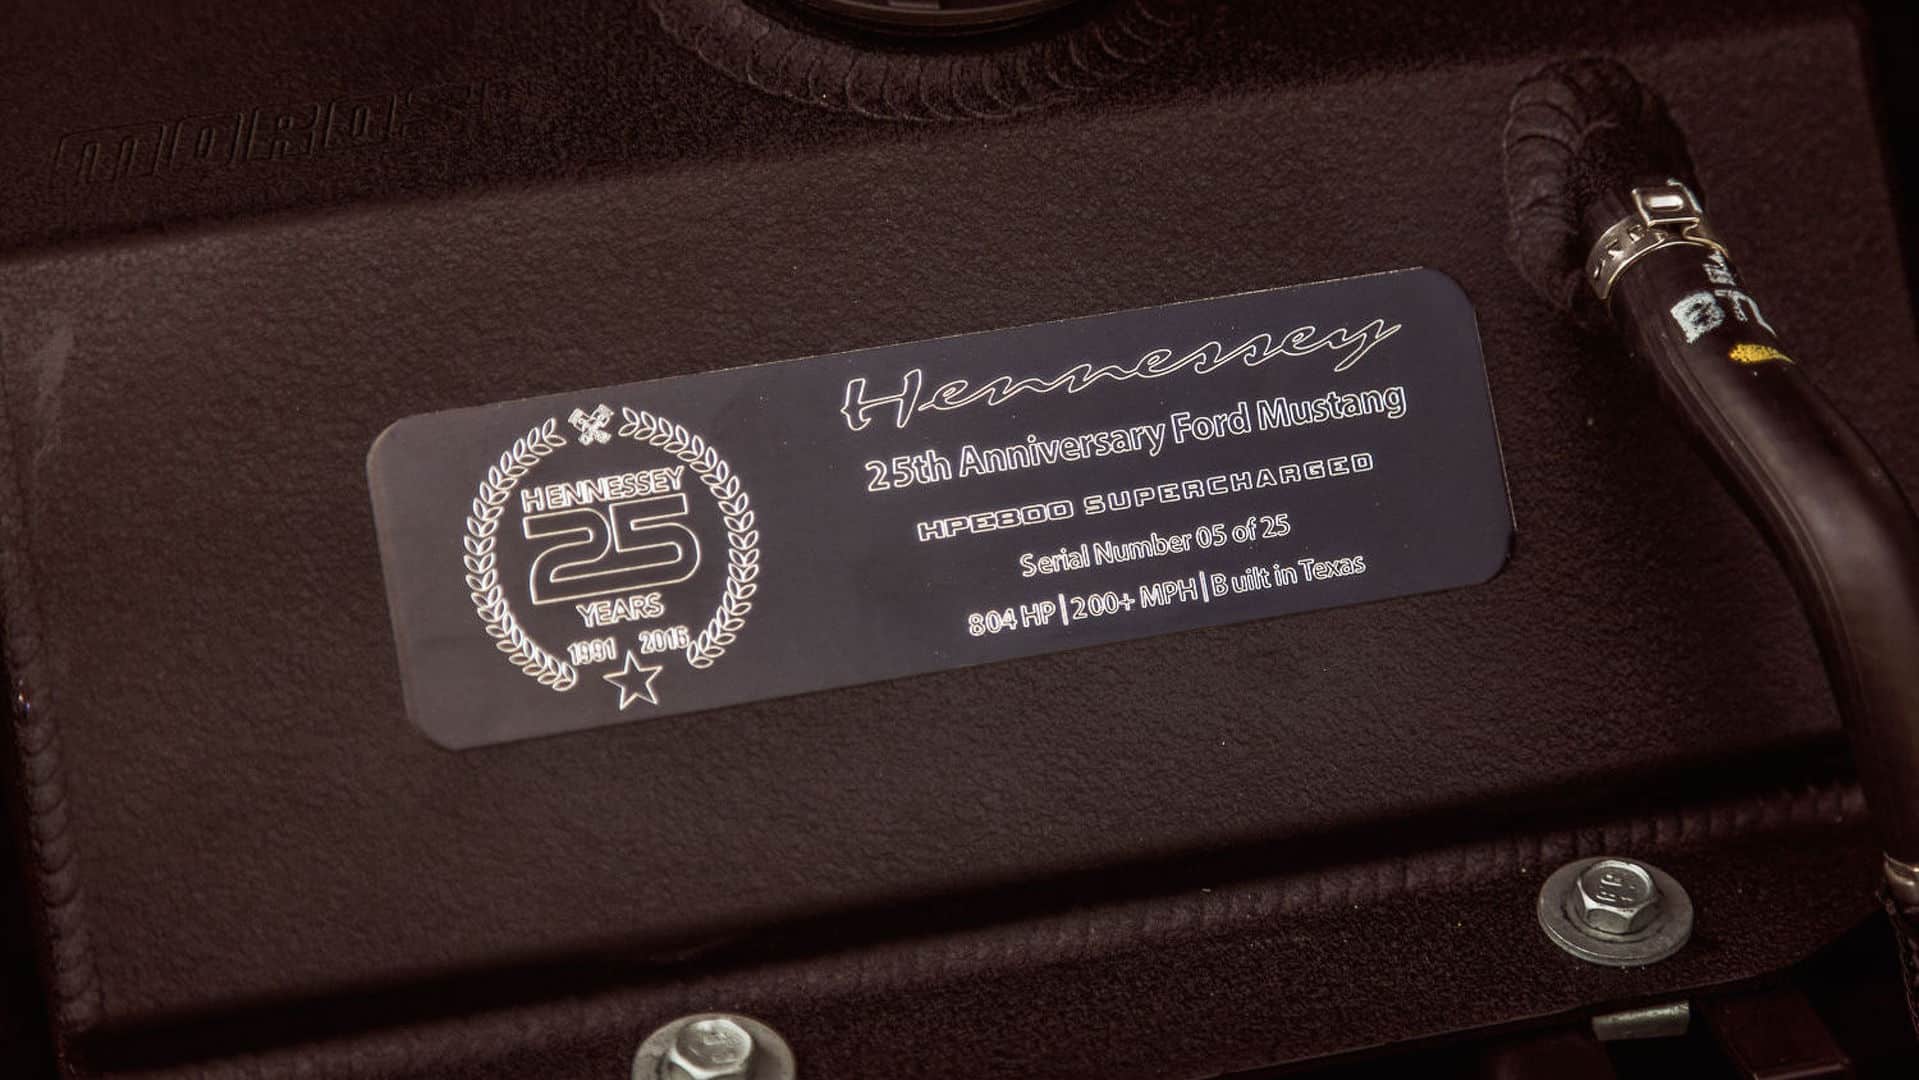 HENNESSEY
25
YEARS
1991 2016
Hennessey
25th Anniversary Ford Mustang
HPE800 SUPERCHARGED
Serial Number 05 of 25
804 HP | 200+ MPH | Built in Texas